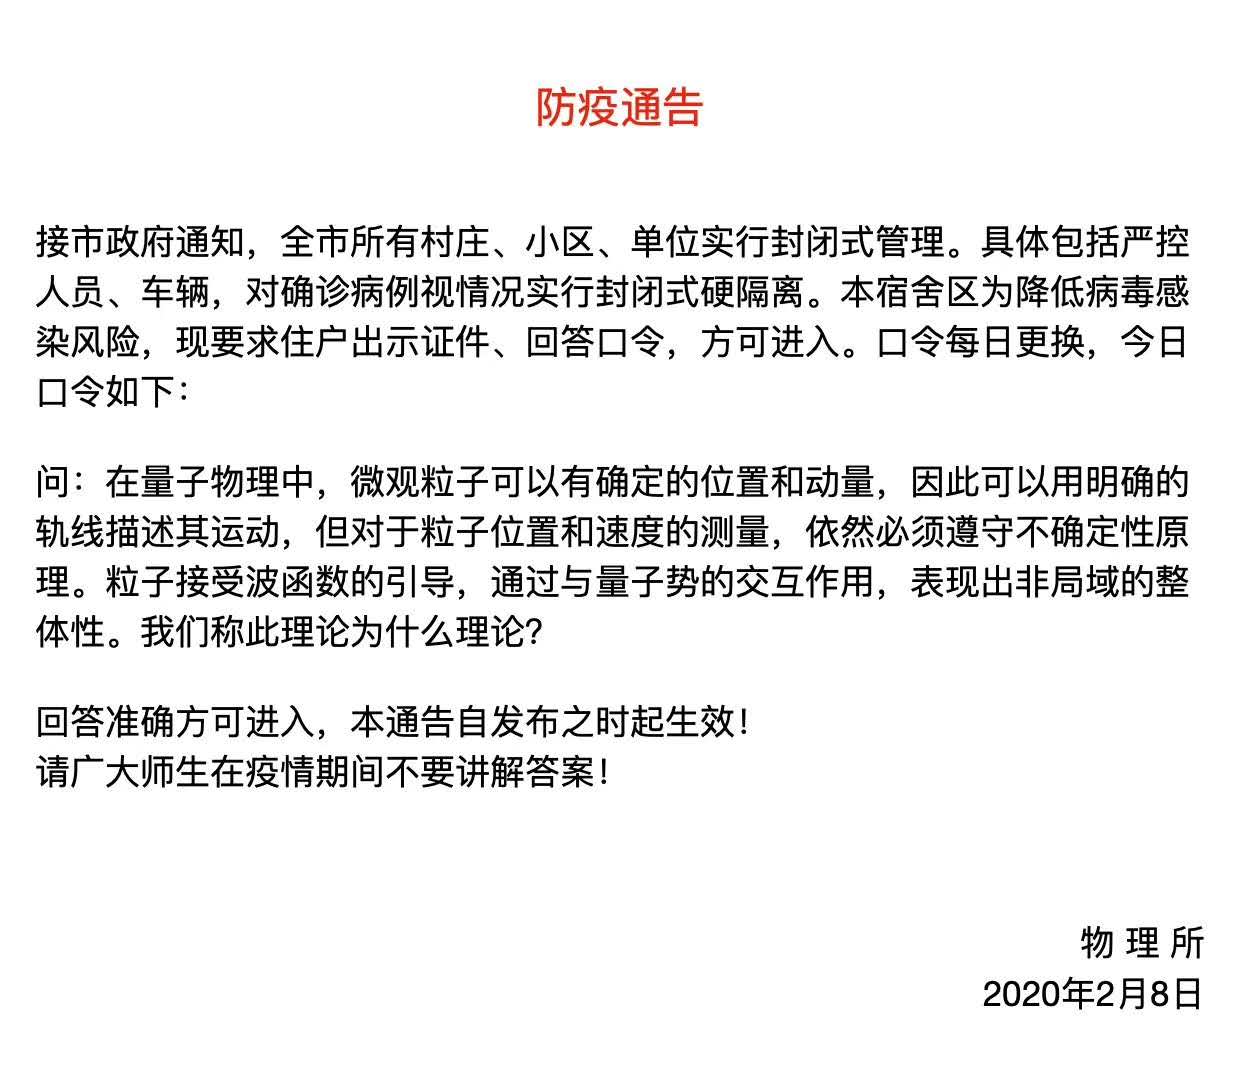 防疫通告
接市政府通知，全市所有村庄、小区、单位实行封闭式管理。具体包括严控
人员、车辆，对确诊病例视情况实行封闭式硬隔离。本宿舍区为降低病毒感
染风险，现要求住户出示证件、回答口令，方可进入。口令每日更换，今日
口令如下：
问：在量子物理中，微观粒子可以有确定的位置和动量，因此可以用明确的
轨线描述其运动，但对于粒子位置和速度的测量，依然必须遵守不确定性原
理。粒子接受波函数的引导，通过与量子势的交互作用，表现出非局域的整
体性。我们称此理论为什么理论？
回答准确方可进入，本通告自发布之时起生效！
请广大师生在疫情期间不要讲解答案！
物 理 所
2020年2月8日